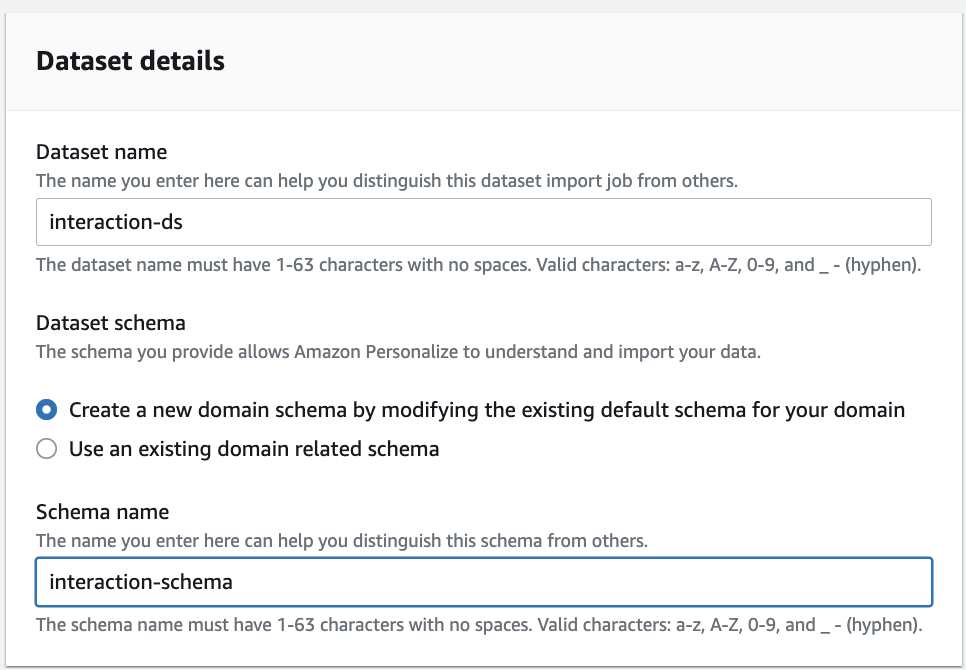 Dataset details
Dataset name
The name you enter here can help you distinguish this dataset import job from others.
interaction-ds
The dataset name must have 1-63 characters with no spaces. Valid characters: a-z, A-Z, 0-9, and _ - (hyphen).
Dataset schema
The schema you provide allows Amazon Personalize to understand and import your data.
Create a new domain schema by modifying the existing default schema for your domain
Use an existing domain related schema
Schema name
The name you enter here can help you distinguish this schema from others.
interaction-schema
The schema name must have 1-63 characters with no spaces. Valid characters: a-z, A-Z, 0-9, and _ - (hyphen).